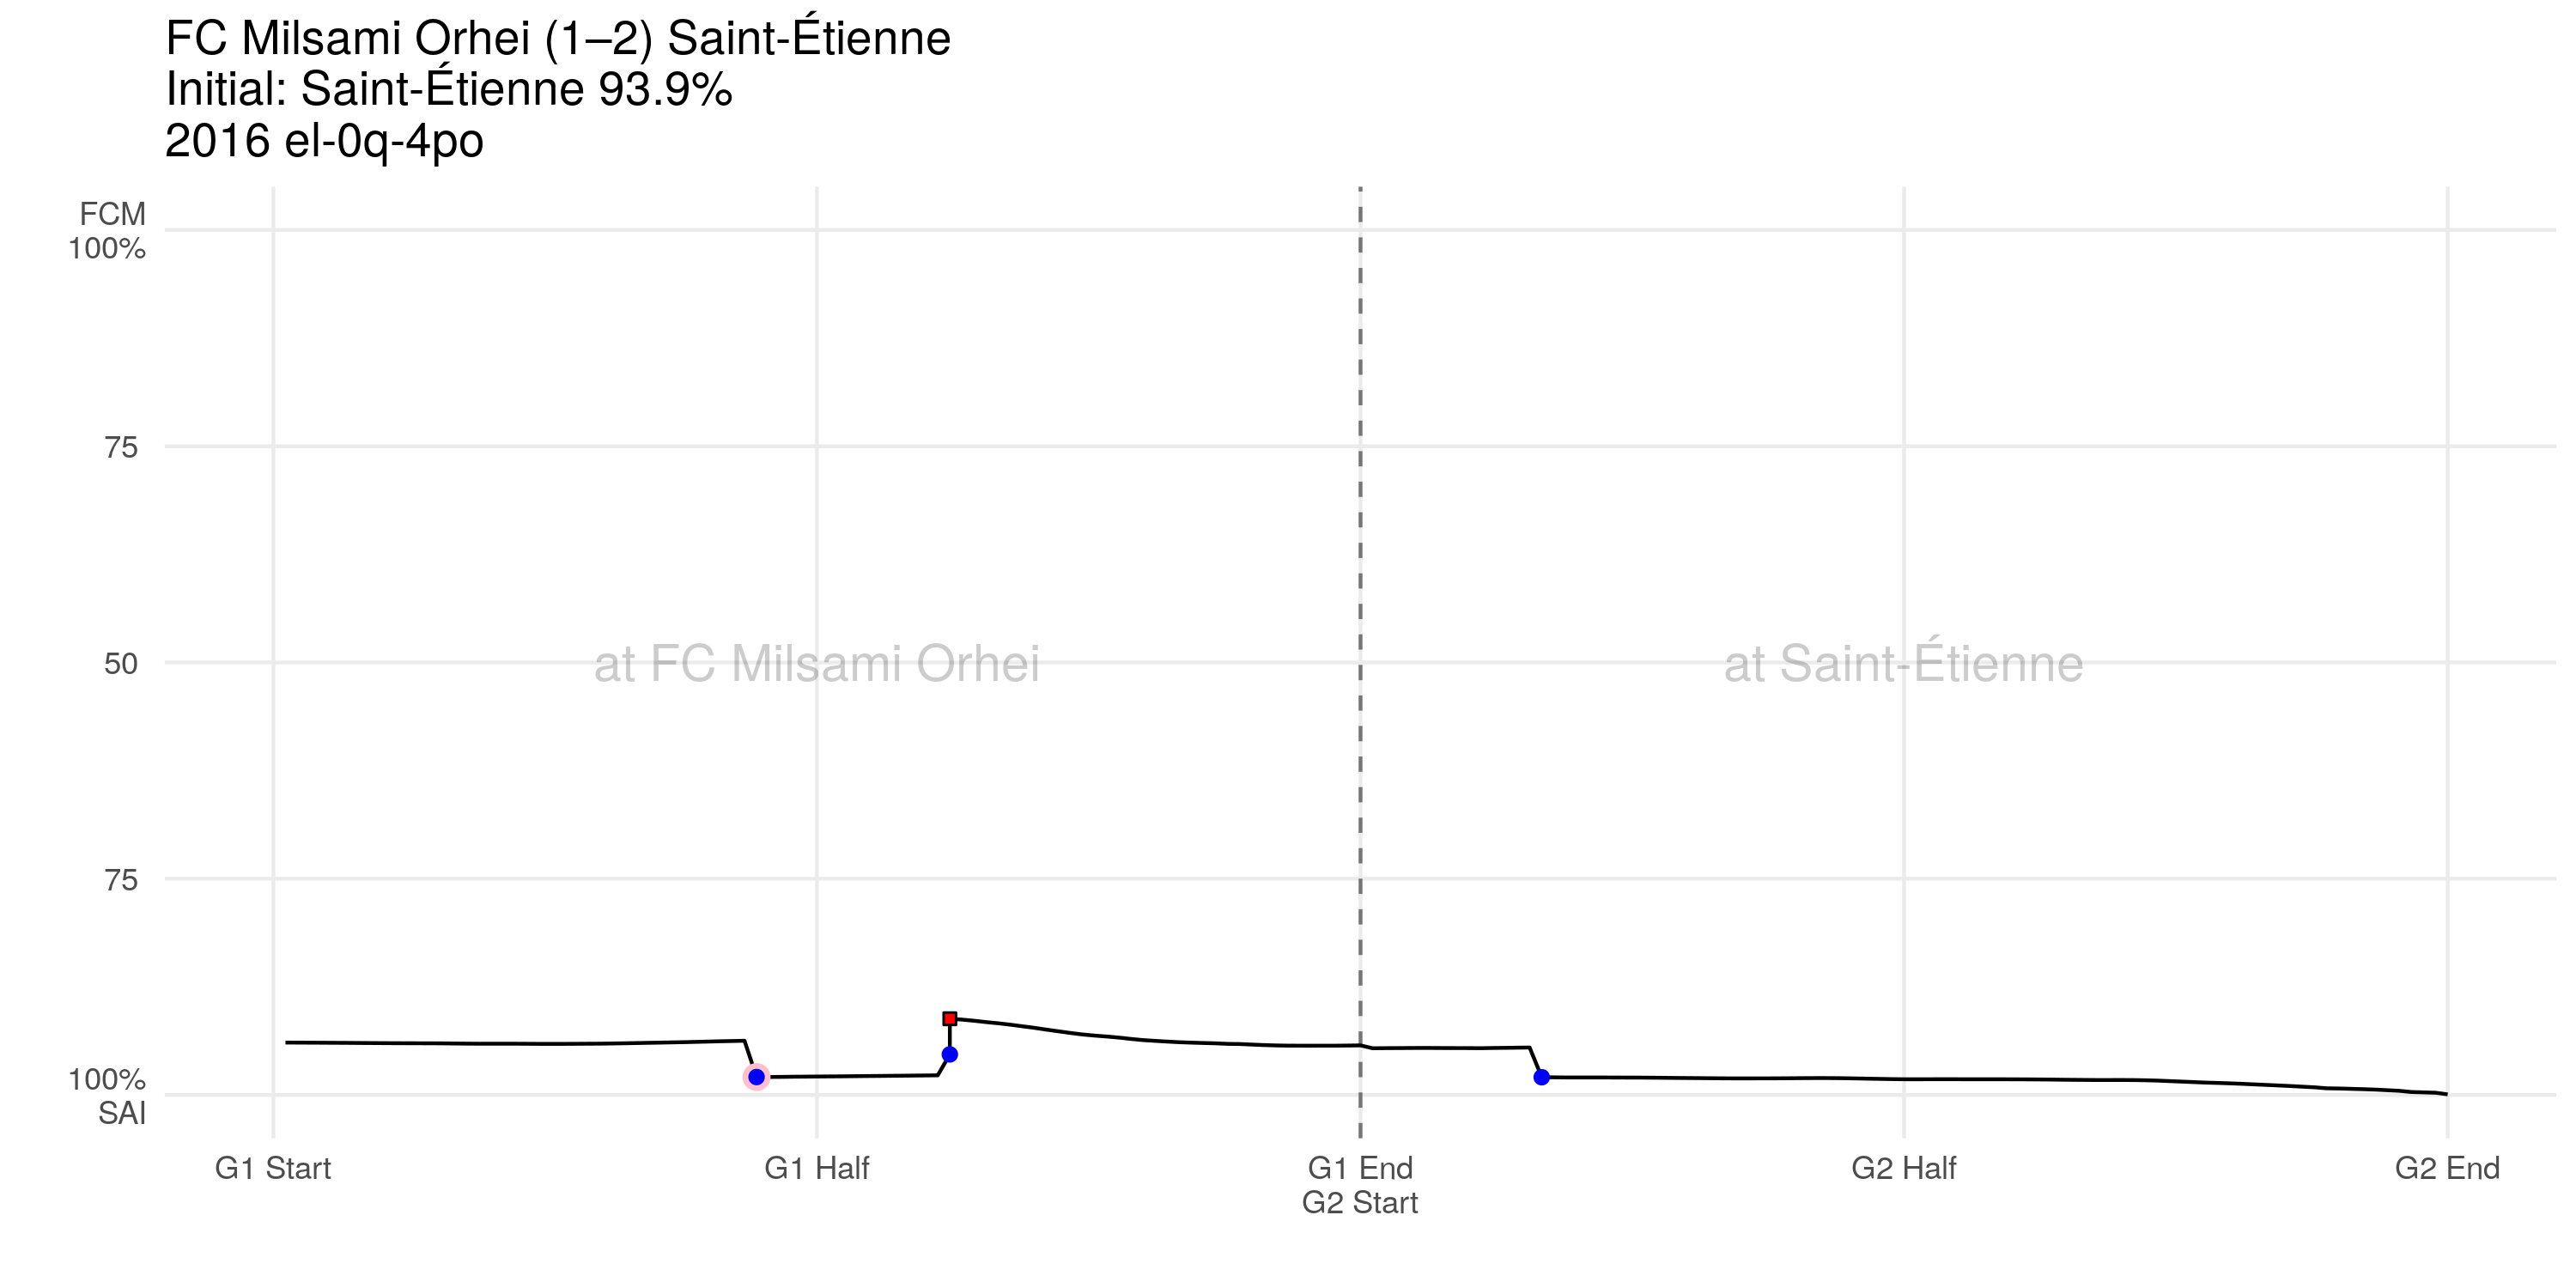 FC Milsami Orhei (1–2) Saint-Étienne
Initial: Saint-Étienne 93.9%
2016 el-0q-4po
FCM
100%
75
50
75
100%
SAI
at FC Milsami Orhei
at Saint-Étienne
G1 Start
G1 Half
G1 End
G2 Start
G2 Half
G2 End